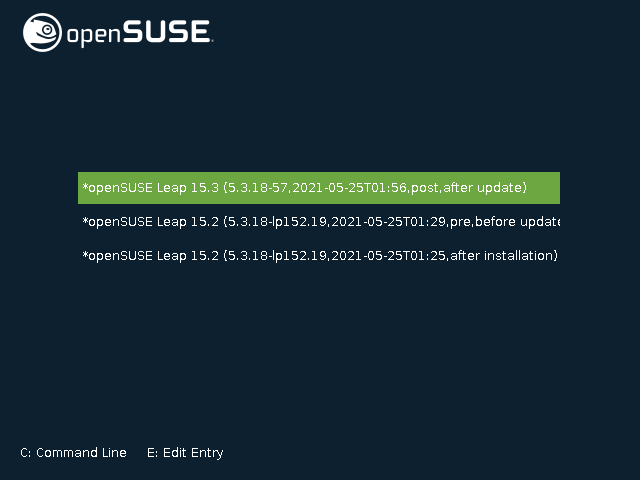 openSUSE
*openSUSE Leap 15.3 (5.3.18-57,2021-05-25T01:56,post,after update)
*openSUSE Leap 15.2 (5.3.18-lp152.19,2021-05-25T01:29,pre,before update
*openSUSE Leap 15.2 (5.3.18-lp152.19,2021-05-25T01:25,after installation)
C: Command Line E: Edit Entry